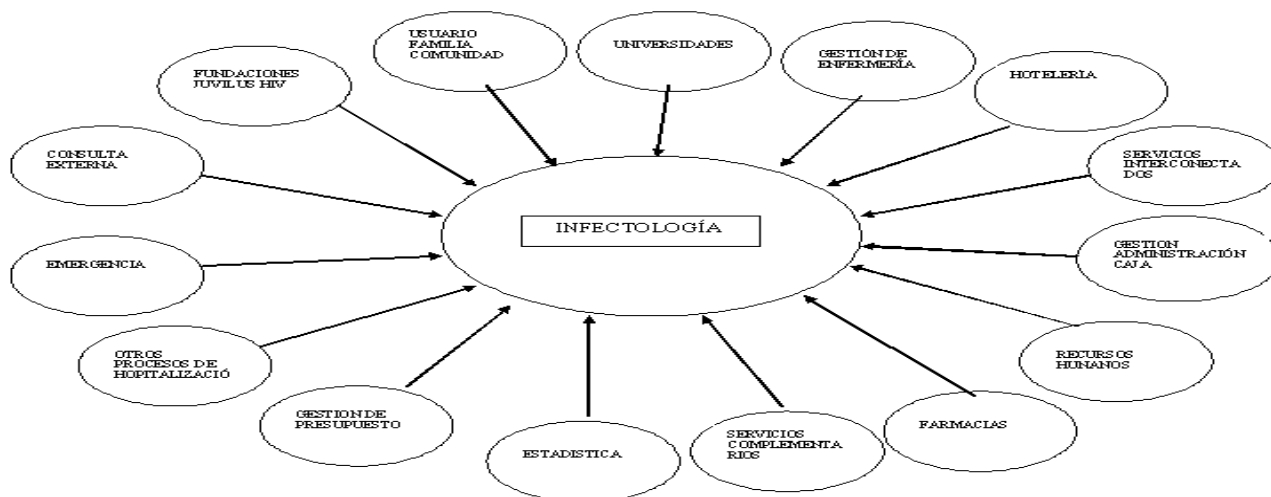 USUARIO
FAMILIA
COMUNIDAD
UNIVERSIDADES
GESTIÓN DE
ENFERMERÍA
HOTELERÍA
FUNDACIONES
JUVILUS HIV
CONSULTA
EXTERNA
SERVICIOS
INTERCONECTA
DOS
INFECTOLOGÍA
EMERGENCIA
GESTION
ADMINISTRACIÓN
CAJA
OTROS
PROCESOS DE
HOPITALIZACIÓ
RECURSOS
HUMANOS
GESTION DE
PRESUPUESTO
ESTADISTICA
SERVICIOS
COMPLEMENTA
RIOS
FARMACIAS